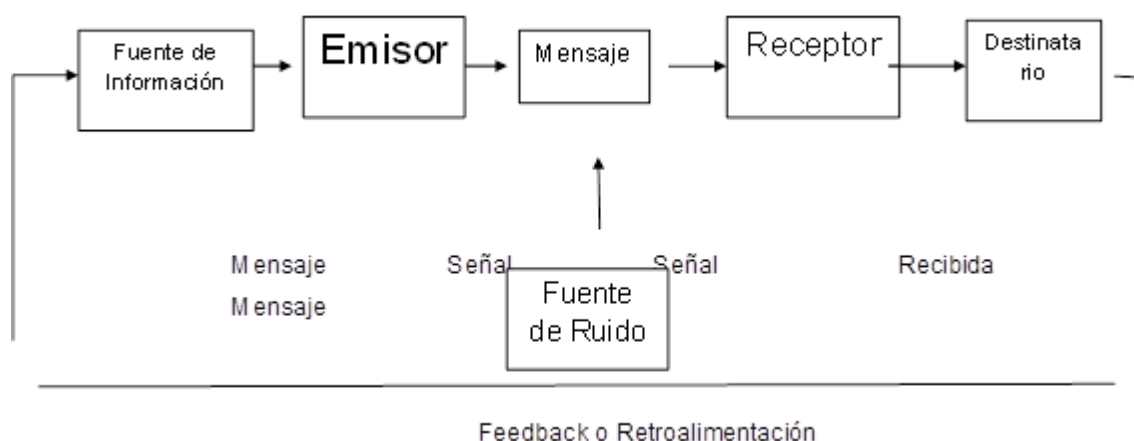 Fuente de
Información
Emisor
Mensaje
Receptor
Destinata
rio
Mensaje Señal Señal Recibida
Mensaje
Fuente
de Ruido
Feedback o Retroalimentación